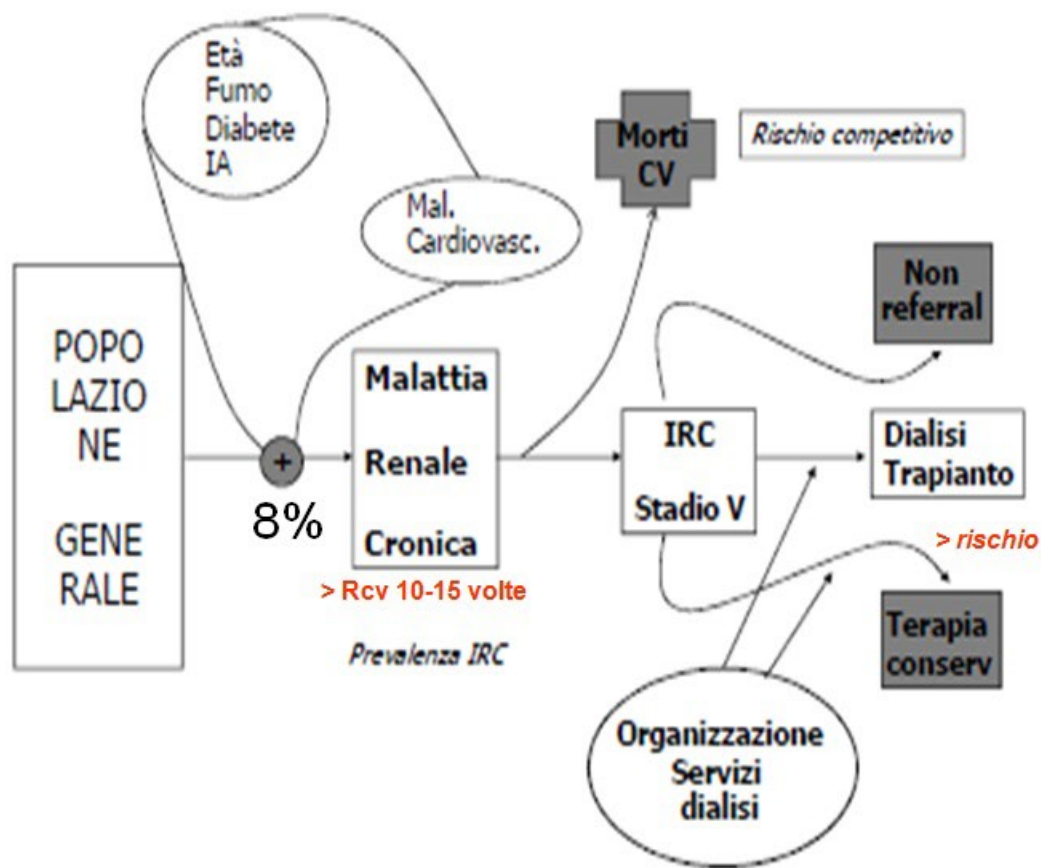 Età
Fumo
Diabete
IA
Mal.
Cardiovasc.
Morti
CV
Rischio competitivo
Non
referral
POPO
LAZIO
NE
GENE
RALE
+
8%
Malattia
Renale
Cronica
> Rcv 10-15 volte
Prevalenza IRC
IRC
Stadio V
Dialisi
Trapianto
> rischio
Terapia
conserv
Organizzazione
Servizi
dialisi